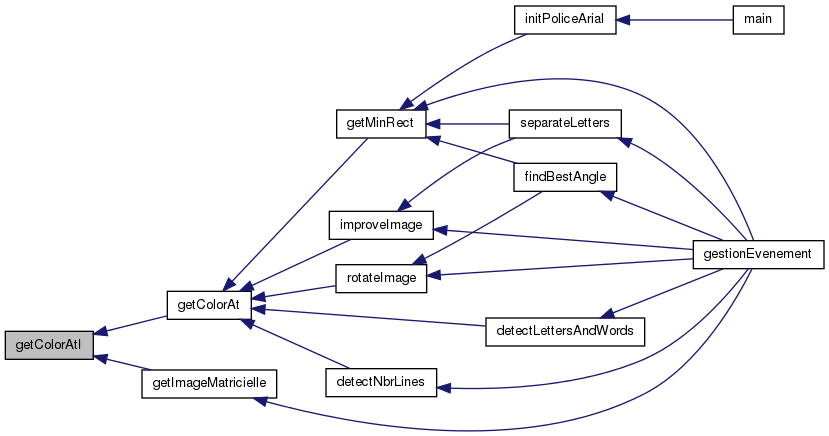 initPoliceArial
main
getMinRect
separateLetters
findBestAngle
improveImage
gestionEvenement
rotateImage
getColorAt
detectLettersAndWords
getColorAtI
getImageMatricielle
detectNbrLines